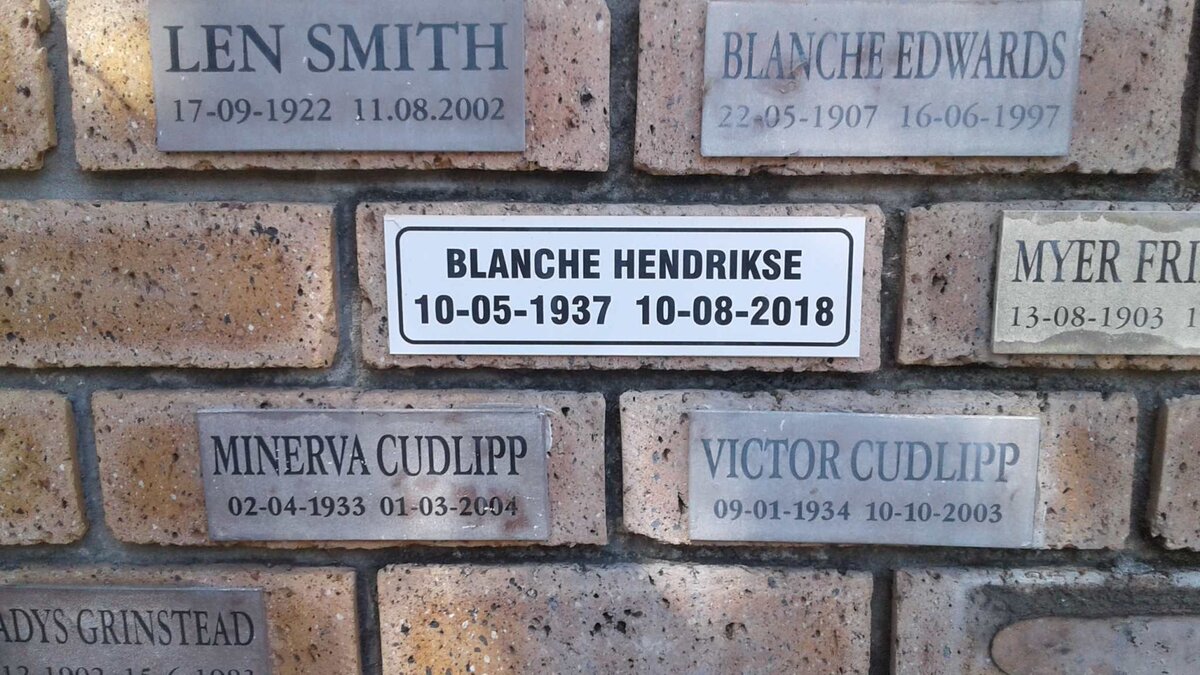 LEN SMITH
17-09-1922 11.08.2002
BLANCHE EDWARDS
22-05-1907 16-06-1997
BLANCHE HENDRIKSE
10-05-1937 10-08-2018
MYER
13-08-1903
MINERVA CUDLIPP
02-04-1933 01-03-2004
VICTOR CUDLIPP
09-01-1934 10-10-2003
GRINSTEAD